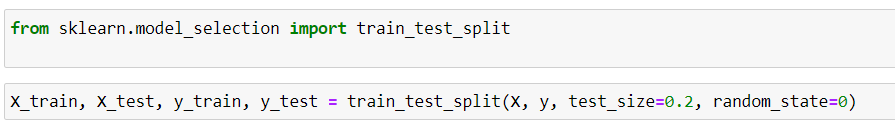 from sklearn.model_selection import train_test_split
X_train, X_test, y_train, y_test = train_test_split(X, y, test_size=0.2, random_state=0)